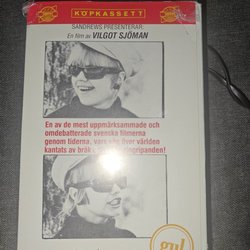 KÖPKASSETT
SANDREWS PRESENTERAR:
En film av VILGOT SJÖMAN
En av de mest uppmärksammade och
omdebatterade svenska filmerna
genom tiderna, vars väg över världen
kantats av bråk
gul